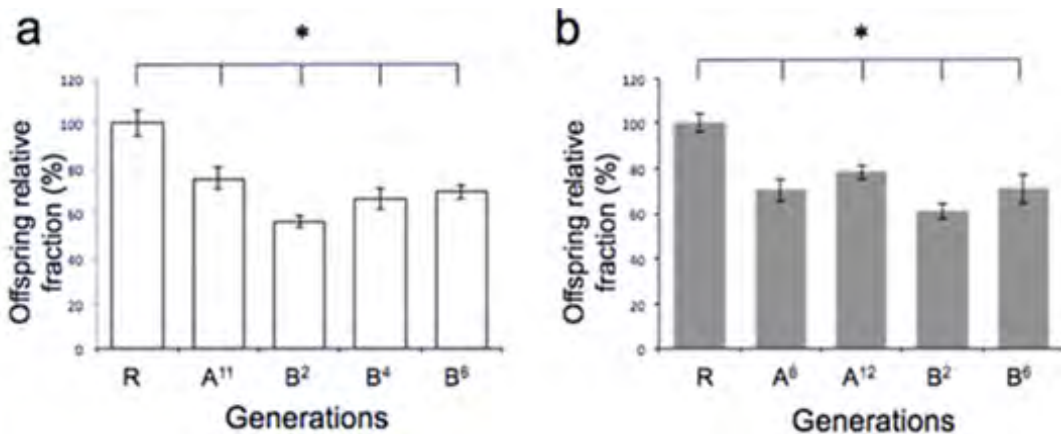 a
*
120
100
80
60
40
20
0
Offspring relative
fraction (%)
R A¹¹ B² B⁴ B⁶
Generations
b
*
120
100
80
60
40
20
0
Offspring relative
fraction (%)
R A⁶ A¹² B² B⁶
Generations